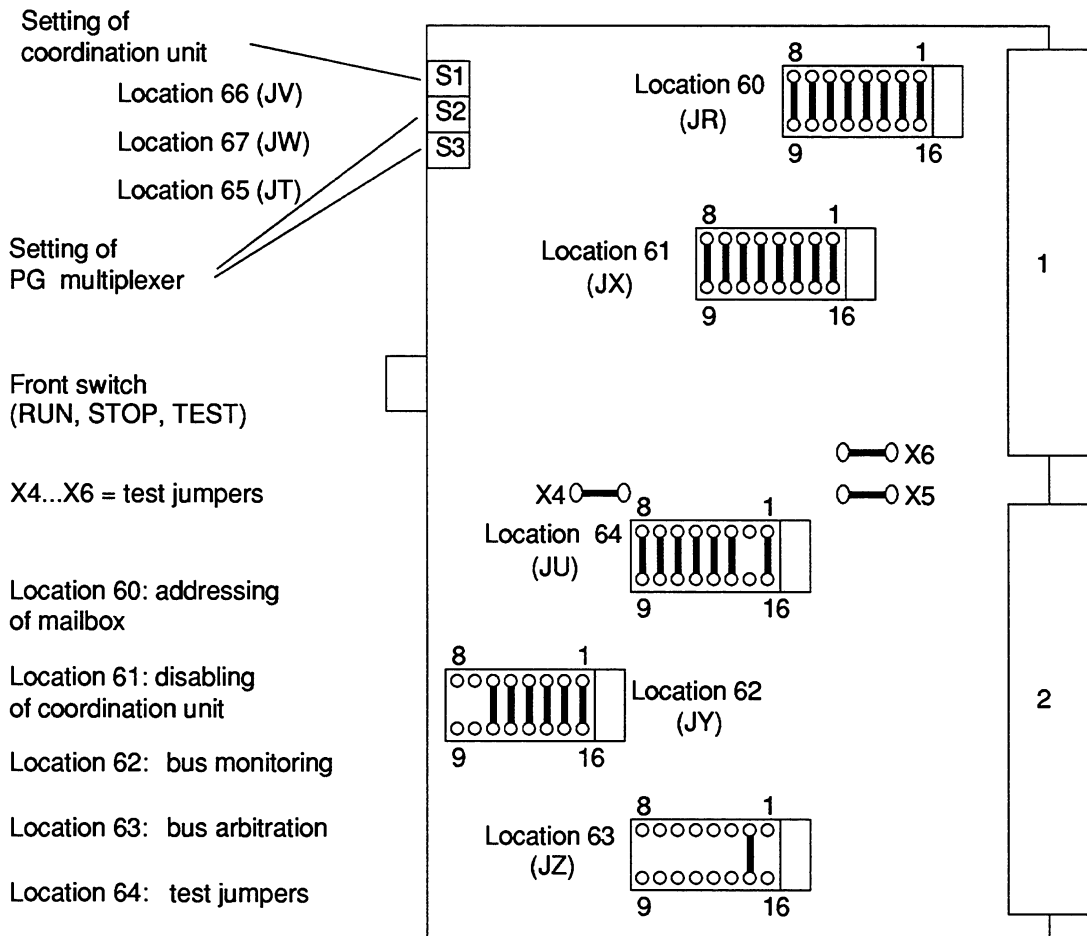 Setting of
coordination unit
Location 66 (JV)
Location 67 (JW)
Location 65 (JT)
Setting of
PG multiplexer
S1
S2
S3
Front switch
(RUN, STOP, TEST)
X4...X6 = test jumpers
Location 60: addressing
of mailbox
Location 61: disabling
of coordination unit
Location 62: bus monitoring
Location 63: bus arbitration
Location 64: test jumpers
8 1
Location 60
(JR)
9 16
8 1
Location 61
(JX)
9 16
1
X6
X4
X5
8 1
Location 64
(JU)
9 16
8 1
Location 62
(JY)
9 16
2
8 1
Location 63
(JZ)
9 16